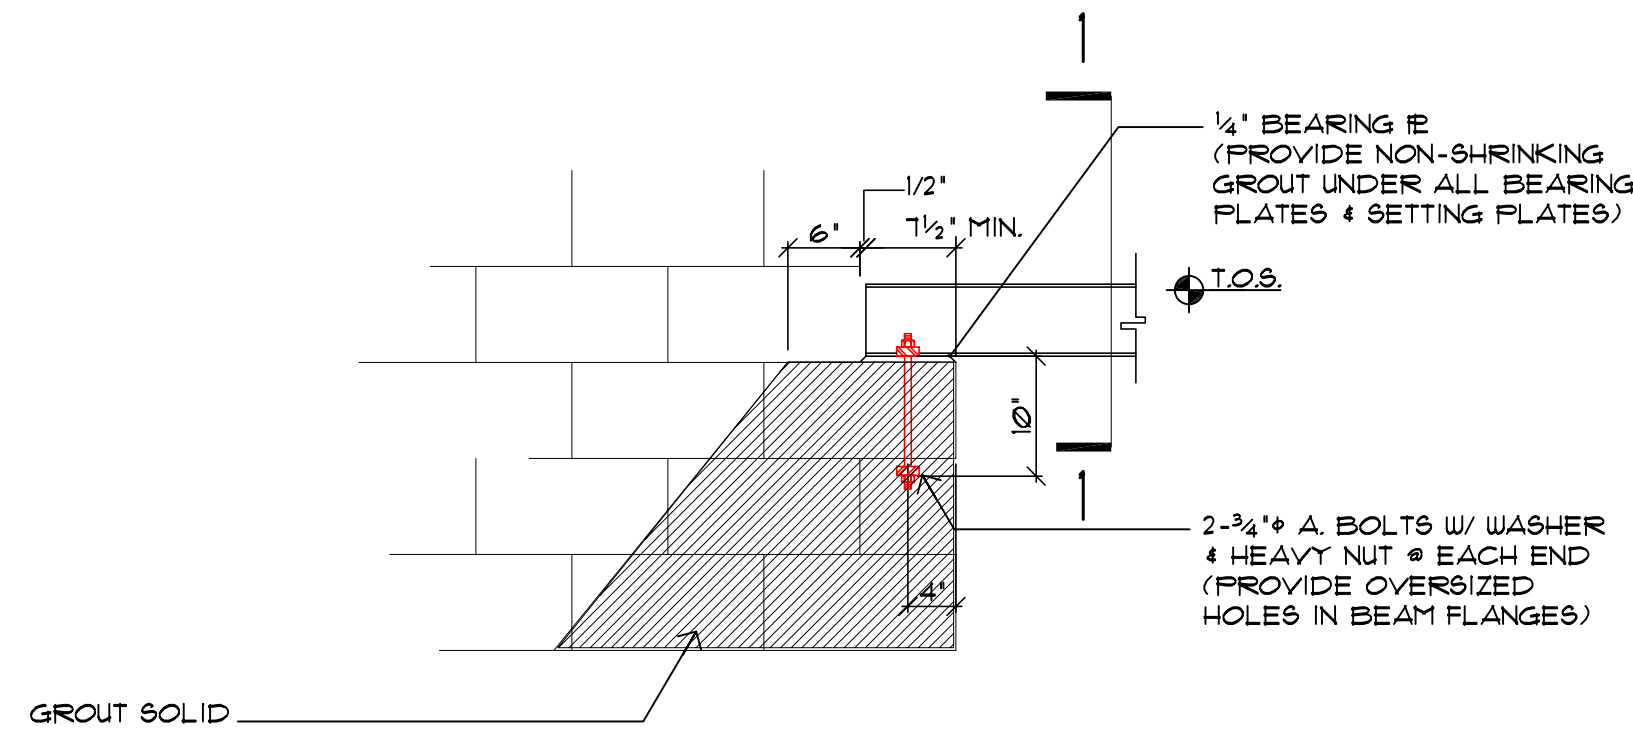 1
¼" BEARING PL
(PROVIDE NON-SHRINKING
GROUT UNDER ALL BEARING
PLATES & SETTING PLATES)
1/2"
6"
7½" MIN.
T.O.S.
10"
1
2-¾"ϕ A. BOLTS W/ WASHER
& HEAVY NUT @ EACH END
(PROVIDE OVERSIZED
HOLES IN BEAM FLANGES)
4"
GROUT SOLID